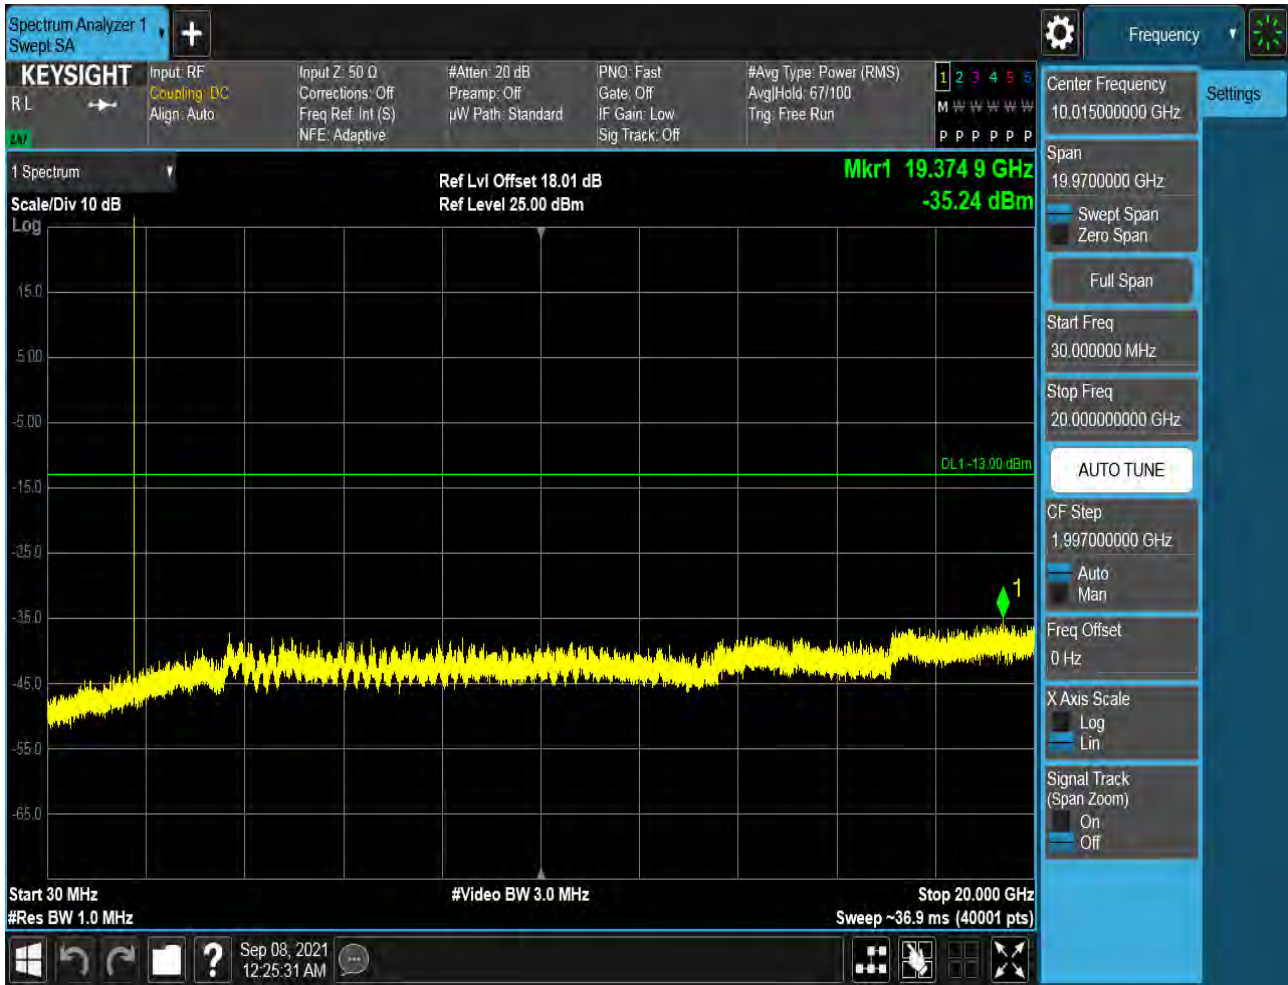 Spectrum Analyzer 1
Swept SA
Frequency
KEYSIGHT
R L
Input: RF
Coupling: DC
Align: Auto
Input Z: 50 Ω
Corrections: Off
Freq Ref: Int (S)
NFE: Adaptive
#Atten: 20 dB
Preamp: Off
µW Path: Standard
PNO: Fast
Gate: Off
IF Gain: Low
Sig Track: Off
#Avg Type: Power (RMS)
Avg|Hold: 67/100
Trig: Free Run
1 2 3 4 5 6
M W W W W W
P P P P P P
1 Spectrum
Scale/Div 10 dB
Log
Ref Lvl Offset 18.01 dB
Ref Level 25.00 dBm
Mkr1 19.374 9 GHz
-35.24 dBm
15.0
5.00
-5.00
DL1 -13.00 dBm
-15.0
-25.0
1
-35.0
-45.0
-55.0
-65.0
Start 30 MHz
#Video BW 3.0 MHz
Stop 20.000 GHz
#Res BW 1.0 MHz
Sweep ~36.9 ms (40001 pts)
Sep 08, 2021
12:25:31 AM
Center Frequency
10.015000000 GHz
Settings
Span
19.9700000 GHz
Swept Span
Zero Span
Full Span
Start Freq
30.000000 MHz
Stop Freq
20.000000000 GHz
AUTO TUNE
CF Step
1.997000000 GHz
Auto
Man
Freq Offset
0 Hz
X Axis Scale
Log
Lin
Signal Track
(Span Zoom)
On
Off